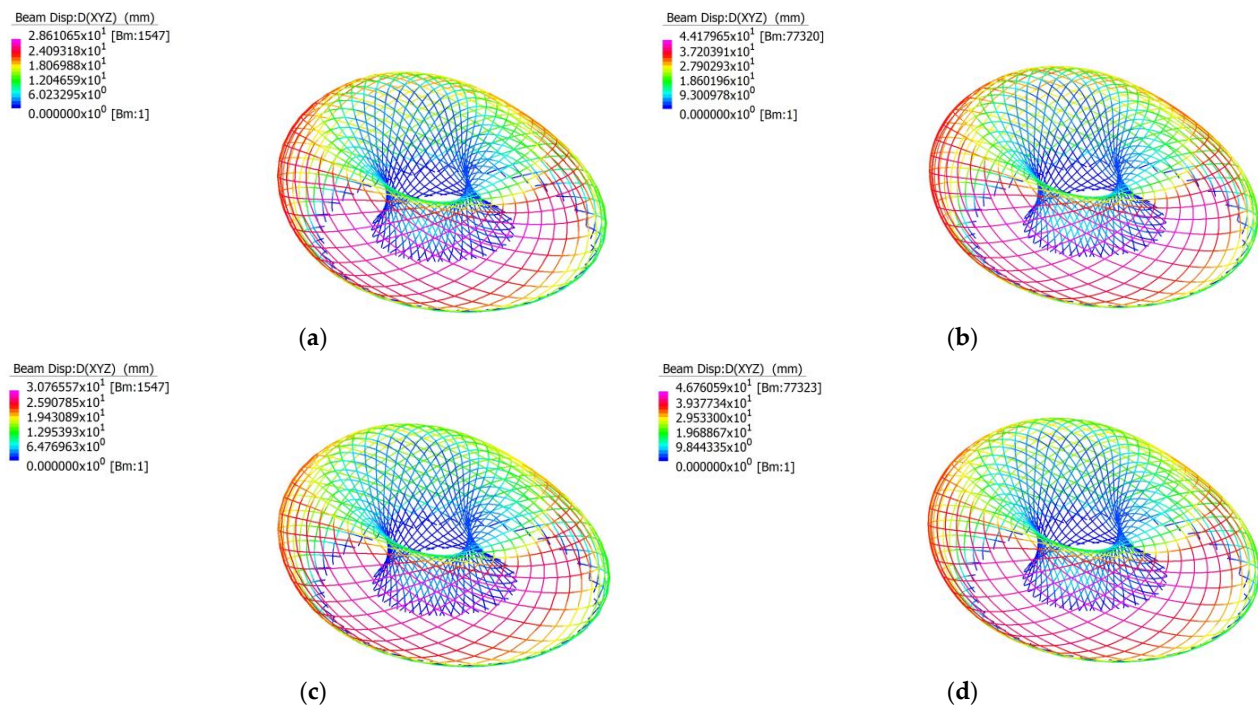 Beam Disp:D(XYZ) (mm)
2.861065x10¹ [Bm:1547]
2.409318x10¹
1.806988x10¹
1.204659x10¹
6.023295x10⁰
0.000000x10⁰ [Bm:1]
(a)
Beam Disp:D(XYZ) (mm)
4.417965x10¹ [Bm:77320]
3.720391x10¹
2.790293x10¹
1.860196x10¹
9.300978x10⁰
0.000000x10⁰ [Bm:1]
(b)
Beam Disp:D(XYZ) (mm)
3.076557x10¹ [Bm:1547]
2.590785x10¹
1.943089x10¹
1.295393x10¹
6.476963x10⁰
0.000000x10⁰ [Bm:1]
(c)
Beam Disp:D(XYZ) (mm)
4.676059x10¹ [Bm:77323]
3.937734x10¹
2.953300x10¹
1.968867x10¹
9.844335x10⁰
0.000000x10⁰ [Bm:1]
(d)